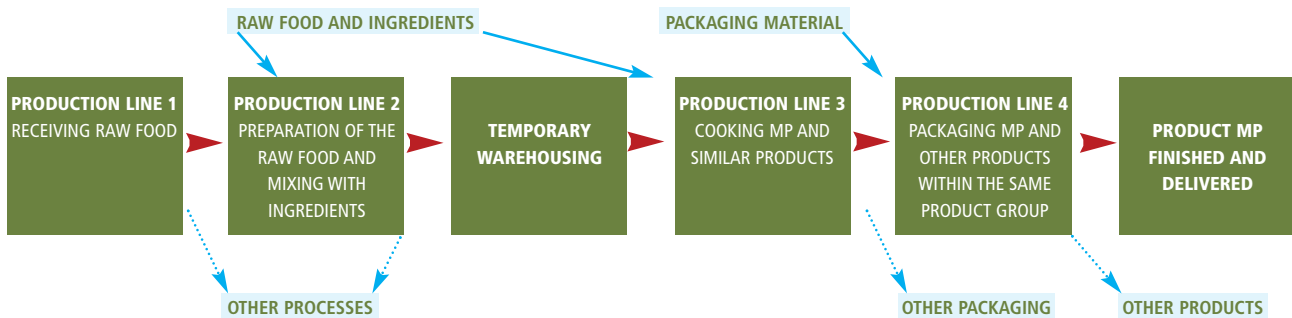 RAW FOOD AND INGREDIENTS
PACKAGING MATERIAL
PRODUCTION LINE 1
RECEIVING RAW FOOD
PRODUCTION LINE 2
PREPARATION OF THE
RAW FOOD AND
MIXING WITH
INGREDIENTS
TEMPORARY
WAREHOUSING
PRODUCTION LINE 3
COOKING MP AND
SIMILAR PRODUCTS
PRODUCTION LINE 4
PACKAGING MP AND
OTHER PRODUCTS
WITHIN THE SAME
PRODUCT GROUP
PRODUCT MP
FINISHED AND
DELIVERED
OTHER PROCESSES
OTHER PACKAGING
OTHER PRODUCTS